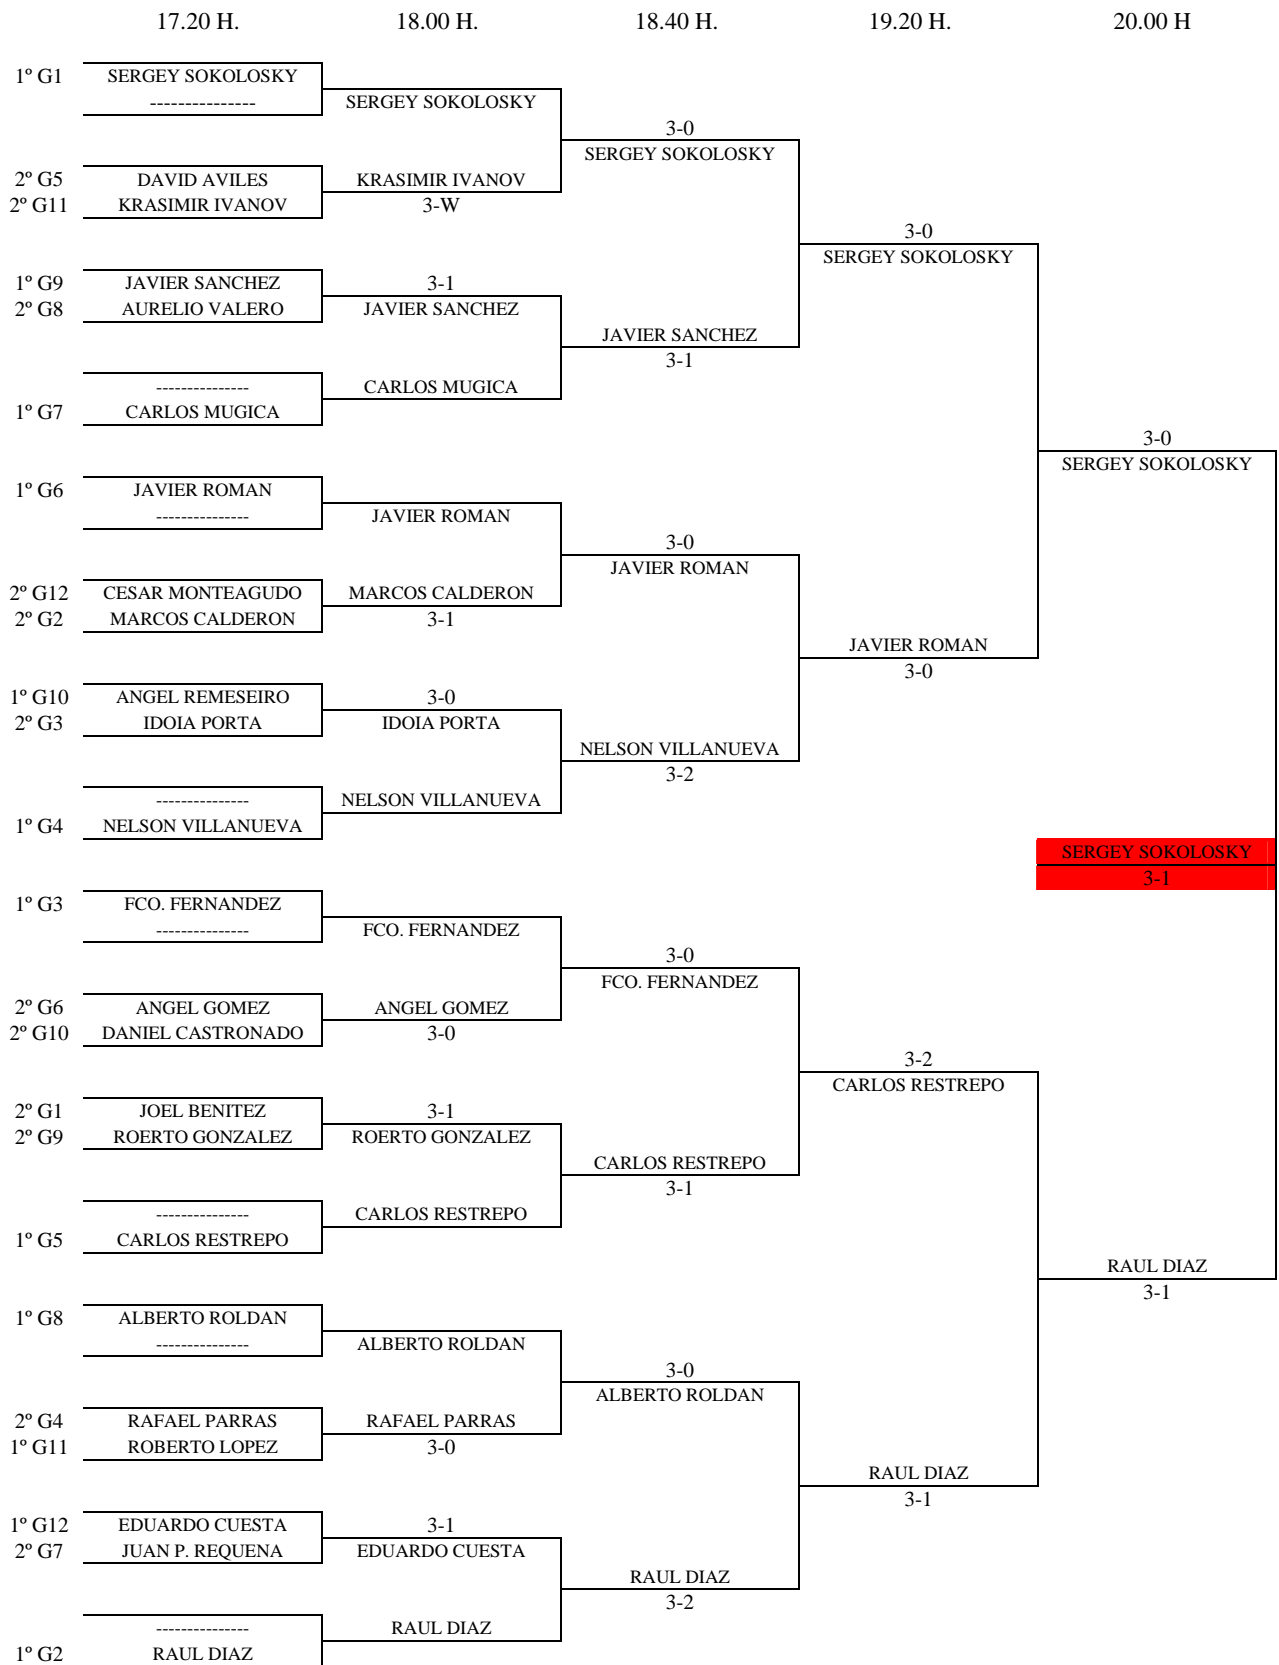 17.20 H. 18.00 H. 18.40 H. 19.20 H. 20.00 H
1º G1 SERGEY SOKOLOSKY
--------------- SERGEY SOKOLOSKY
3-0
SERGEY SOKOLOSKY
2º G5 DAVID AVILES KRASIMIR IVANOV
2º G11 KRASIMIR IVANOV 3-W
3-0
SERGEY SOKOLOSKY
1º G9 JAVIER SANCHEZ 3-1
2º G8 AURELIO VALERO JAVIER SANCHEZ
JAVIER SANCHEZ
3-1
--------------- CARLOS MUGICA
1º G7 CARLOS MUGICA
3-0
SERGEY SOKOLOSKY
1º G6 JAVIER ROMAN
--------------- JAVIER ROMAN
3-0
JAVIER ROMAN
2º G12 CESAR MONTEAGUDO MARCOS CALDERON
2º G2 MARCOS CALDERON 3-1
JAVIER ROMAN
3-0
1º G10 ANGEL REMESEIRO 3-0
2º G3 IDOIA PORTA IDOIA PORTA
NELSON VILLANUEVA
3-2
--------------- NELSON VILLANUEVA
1º G4 NELSON VILLANUEVA
SERGEY SOKOLOSKY
3-1
1º G3 FCO. FERNANDEZ
--------------- FCO. FERNANDEZ
3-0
FCO. FERNANDEZ
2º G6 ANGEL GOMEZ ANGEL GOMEZ
2º G10 DANIEL CASTRONADO 3-0
3-2
CARLOS RESTREPO
2º G1 JOEL BENITEZ 3-1
2º G9 ROERTO GONZALEZ ROERTO GONZALEZ
CARLOS RESTREPO
3-1
--------------- CARLOS RESTREPO
1º G5 CARLOS RESTREPO
RAUL DIAZ
3-1
1º G8 ALBERTO ROLDAN
--------------- ALBERTO ROLDAN
3-0
ALBERTO ROLDAN
2º G4 RAFAEL PARRAS RAFAEL PARRAS
1º G11 ROBERTO LOPEZ 3-0
RAUL DIAZ
3-1
1º G12 EDUARDO CUESTA 3-1
2º G7 JUAN P. REQUENA EDUARDO CUESTA
RAUL DIAZ
3-2
--------------- RAUL DIAZ
1º G2 RAUL DIAZ